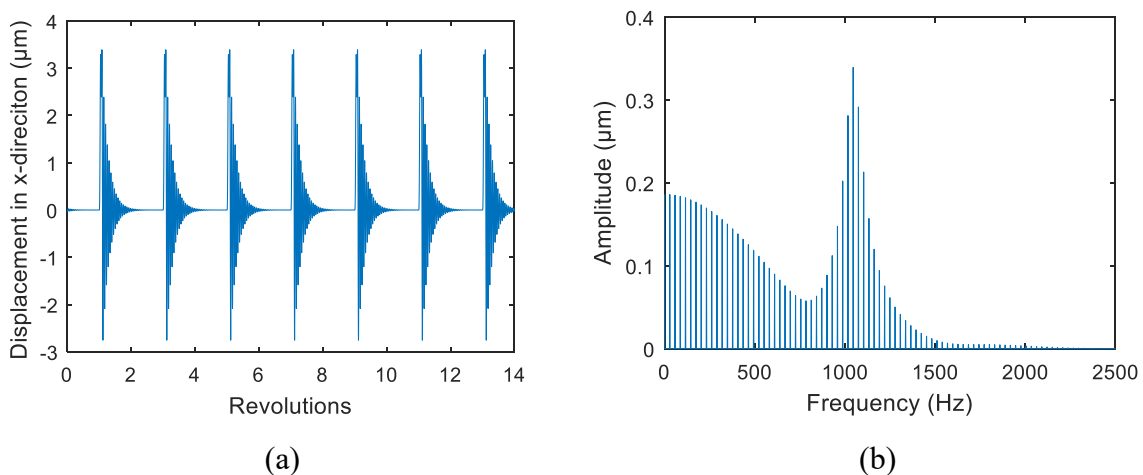 4
3
2
1
0
-1
-2
-3
Displacement in x-direciton (μm)
0 2 4 6 8 10 12 14
Revolutions
(a)
0.4
0.3
0.2
0.1
0
Amplitude (μm)
0 500 1000 1500 2000 2500
Frequency (Hz)
(b)